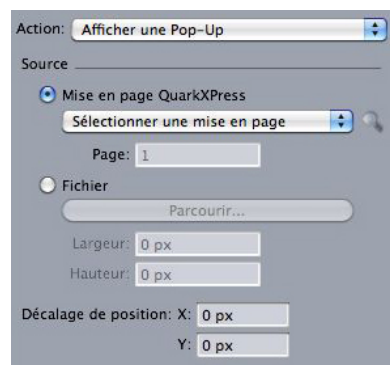 Action: Afficher une Pop-Up
Source
Mise en page QuarkXPress
Sélectionner une mise en page
Page: 1
Fichier
Parcourir...
Largeur: 0 px
Hauteur: 0 px
Décalage de position: X: 0 px
Y: 0 px